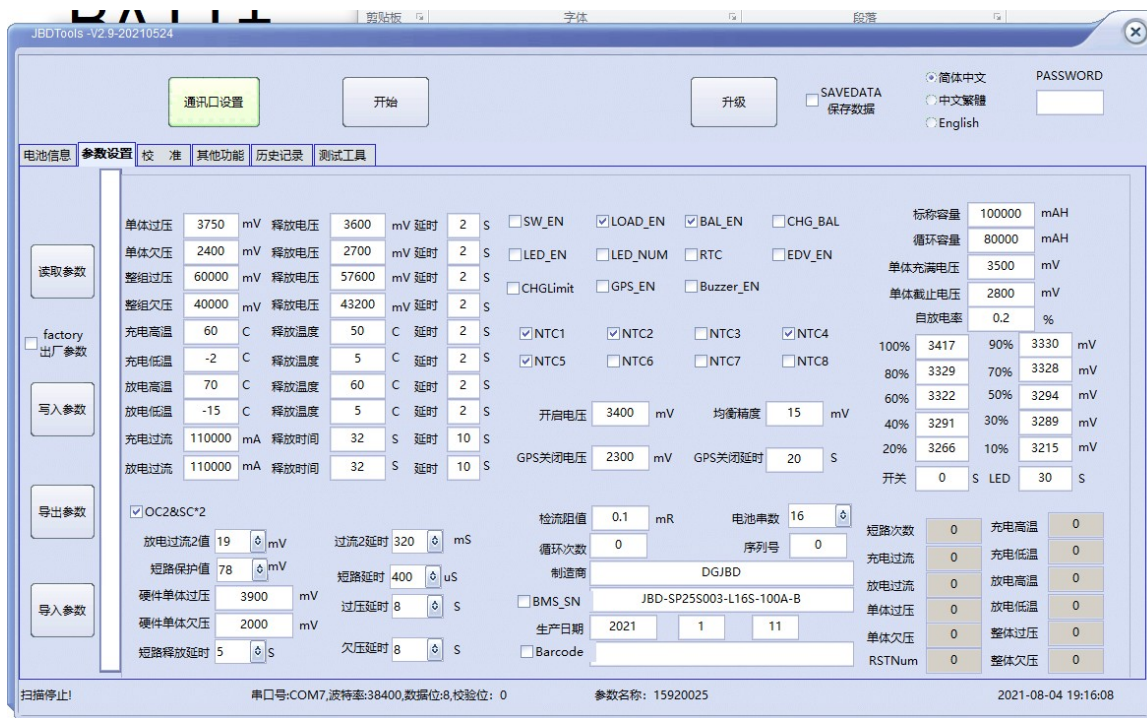 BATT+
剪贴板 字体 段落
JBDTools -V2.9-20210524
通讯口设置 开始 升级 SAVEDATA 保存数据 简体中文 中文繁體 English PASSWORD
电池信息 参数设置 校 准 其他功能 历史记录 测试工具
读取参数
factory
出厂参数
写入参数
导出参数
导入参数
单体过压 3750 mV 释放电压 3600 mV 延时 2 S
单体欠压 2400 mV 释放电压 2700 mV 延时 2 S
整组过压 60000 mV 释放电压 57600 mV 延时 2 S
整组欠压 40000 mV 释放电压 43200 mV 延时 2 S
充电高温 60 C 释放温度 50 C 延时 2 S
充电低温 -2 C 释放温度 5 C 延时 2 S
放电高温 70 C 释放温度 60 C 延时 2 S
放电低温 -15 C 释放温度 5 C 延时 2 S
充电过流 110000 mA 释放时间 32 S 延时 10 S
放电过流 110000 mA 释放时间 32 S 延时 10 S
SW_EN LOAD_EN BAL_EN CHG_BAL
LED_EN LED_NUM RTC EDV_EN
CHGLimit GPS_EN Buzzer_EN
NTC1 NTC2 NTC3 NTC4
NTC5 NTC6 NTC7 NTC8
开启电压 3400 mV 均衡精度 15 mV
GPS关闭电压 2300 mV GPS关闭延时 20 S
标称容量 100000 mAH
循环容量 80000 mAH
单体充满电压 3500 mV
单体截止电压 2800 mV
自放电率 0.2 %
100% 3417 90% 3330 mV
80% 3329 70% 3328 mV
60% 3322 50% 3294 mV
40% 3291 30% 3289 mV
20% 3266 10% 3215 mV
开关 0 S LED 30 S
OC2&SC*2
放电过流2值 19 mV 过流2延时 320 mS
短路保护值 78 mV 短路延时 400 uS
硬件单体过压 3900 mV 过压延时 8 S
硬件单体欠压 2000 mV
短路释放延时 5 S 欠压延时 8 S
检流阻值 0.1 mR 电池串数 16
循环次数 0 序列号 0
制造商 DGJBD
BMS_SN JBD-SP25S003-L16S-100A-B
生产日期 2021 1 11
Barcode
短路次数 0 充电高温 0
充电过流 0 充电低温 0
放电过流 0 放电高温 0
单体过压 0 放电低温 0
单体欠压 0 整体过压 0
RSTNum 0 整体欠压 0
扫描停止! 串口号:COM7,波特率:38400,数据位:8,校验位：0 参数名称：15920025 2021-08-04 19:16:08